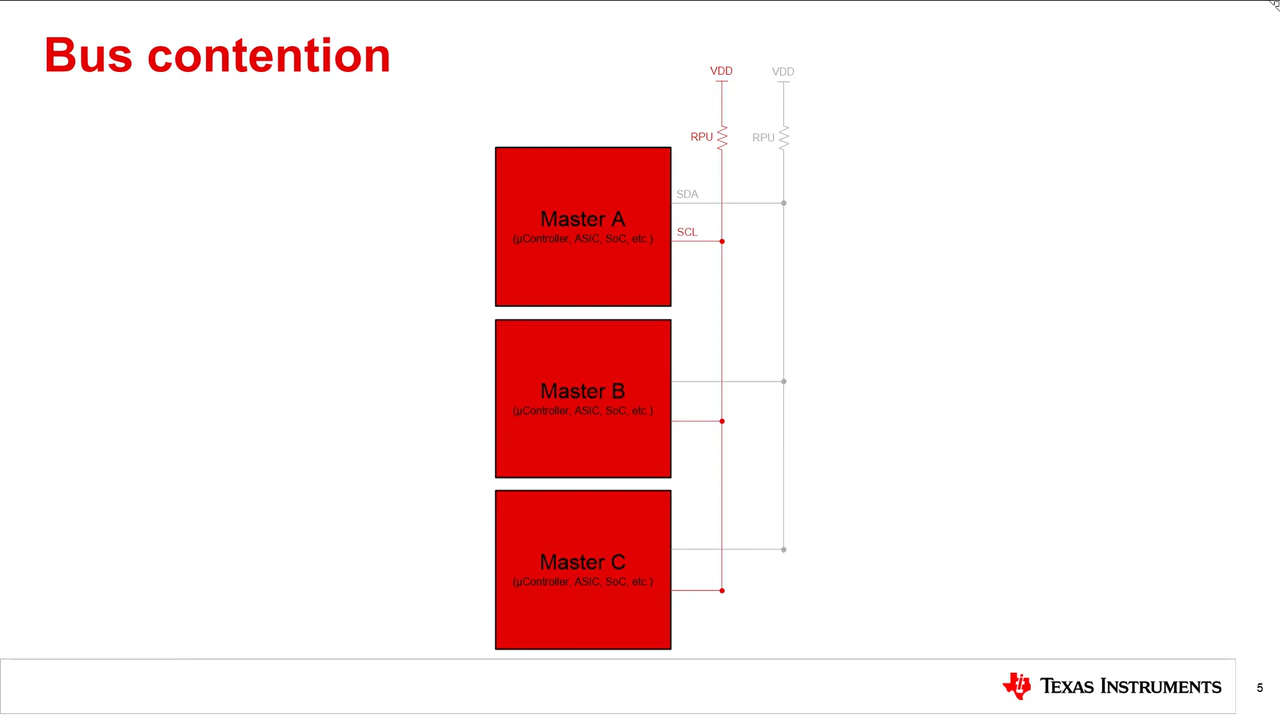 Bus contention
VDD
VDD
RPU
RPU
SDA
SCL
Master A
(µController, ASIC, SoC, etc.)
Master B
(µController, ASIC, SoC, etc.)
Master C
(µController, ASIC, SoC, etc.)
TEXAS INSTRUMENTS
5